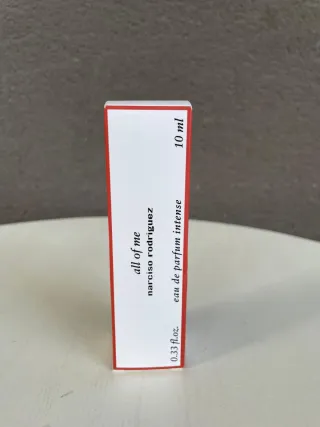 all of me
narciso rodriguez
eau de parfum intense
0.33 fl.oz.
10 ml